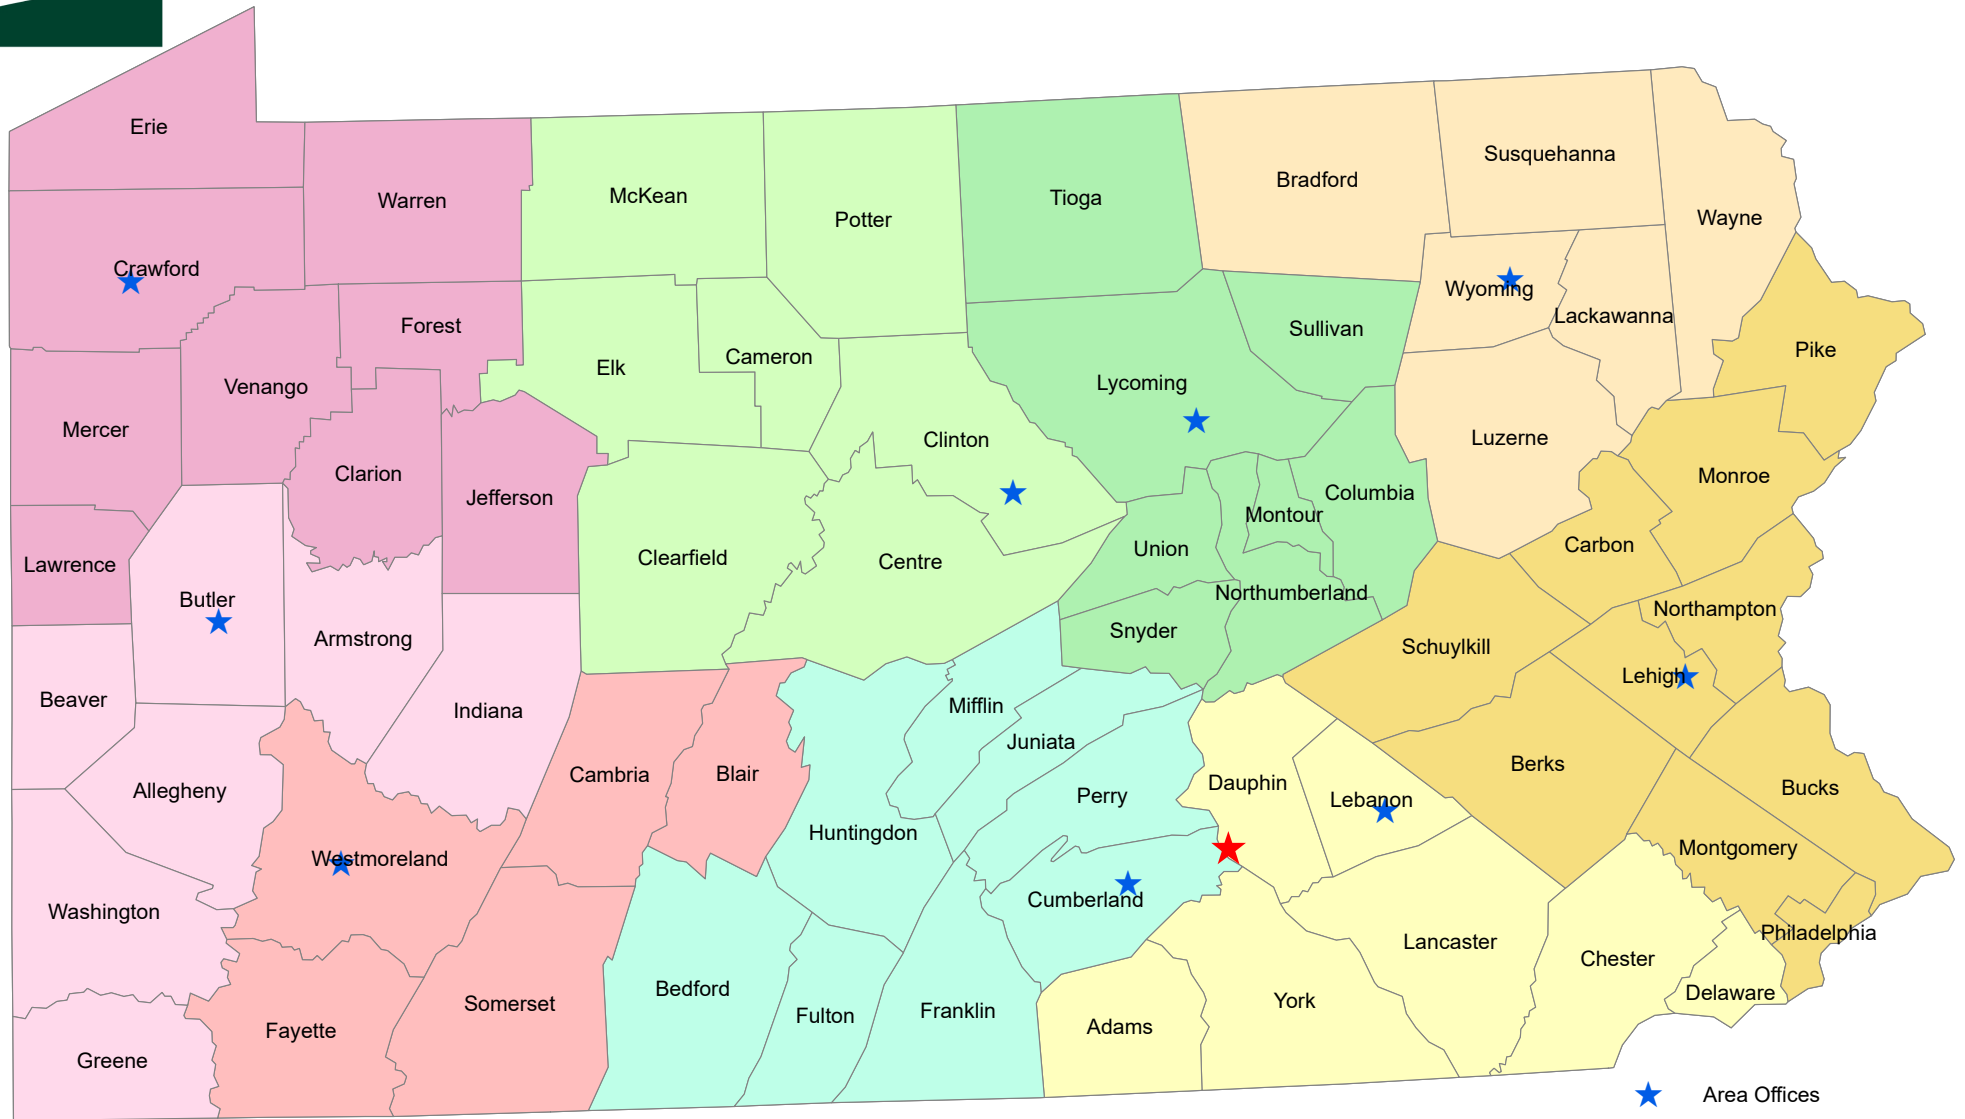 Erie
Susquehanna
Bradford
McKean
Tioga
Warren
Potter
Wayne
Crawford
Wyoming
Lackawanna
Forest
Sullivan
Pike
Cameron
Elk
Lycoming
Venango
Mercer
Clinton
Luzerne
Clarion
Monroe
Jefferson
Columbia
Montour
Carbon
Union
Clearfield
Centre
Lawrence
Northumberland
Butler
Northampton
Snyder
Armstrong
Schuylkill
Lehigh
Beaver
Mifflin
Indiana
Juniata
Berks
Cambria
Blair
Dauphin
Allegheny
Bucks
Perry
Lebanon
Huntingdon
Montgomery
Westmoreland
Cumberland
Washington
Philadelphia
Lancaster
Chester
Bedford
Delaware
Somerset
York
Franklin
Fulton
Adams
Fayette
Greene
Area Offices